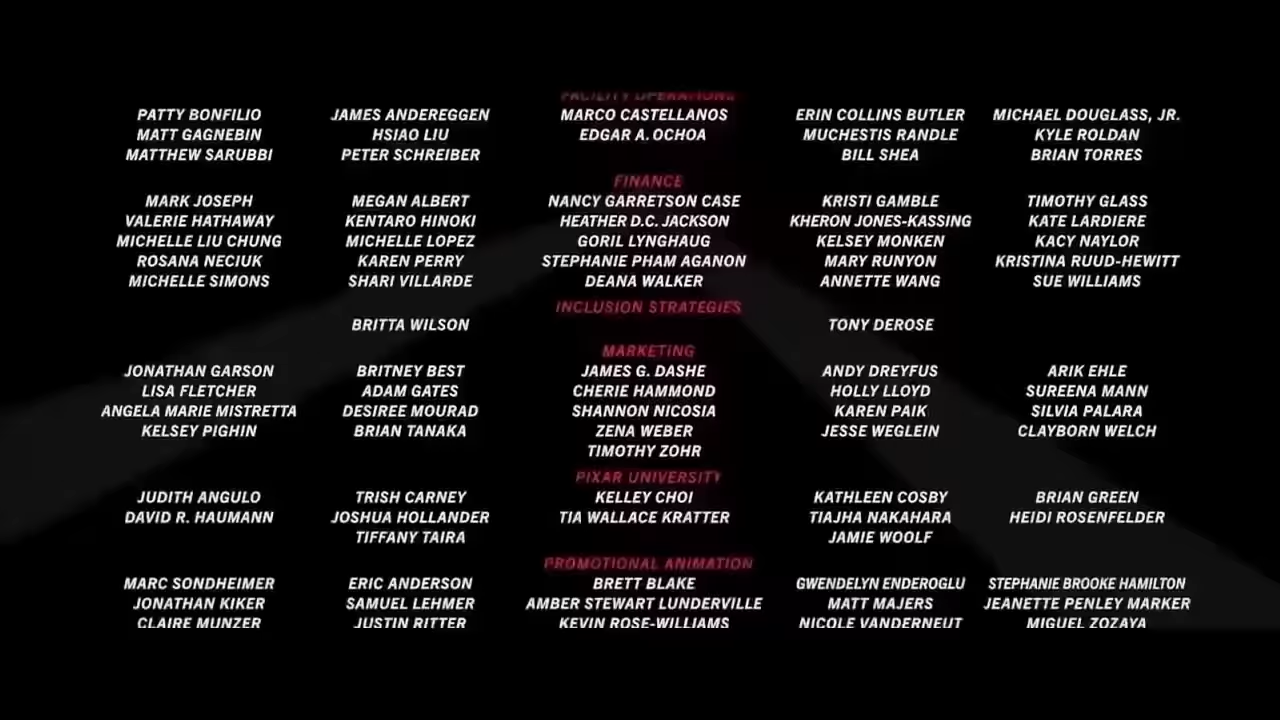 FACILITY OPERATIONS
PATTY BONFILIO JAMES ANDEREGGEN MARCO CASTELLANOS ERIN COLLINS BUTLER MICHAEL DOUGLASS, JR.
MATT GAGNEBIN HSIAO LIU EDGAR A. OCHOA MUCHESTIS RANDLE KYLE ROLDAN
MATTHEW SARUBBI PETER SCHREIBER BILL SHEA BRIAN TORRES
FINANCE
MARK JOSEPH MEGAN ALBERT NANCY GARRETSON CASE KRISTI GAMBLE TIMOTHY GLASS
VALERIE HATHAWAY KENTARO HINOKI HEATHER D.C. JACKSON KHERON JONES-KASSING KATE LARDIERE
MICHELLE LIU CHUNG MICHELLE LOPEZ GORIL LYNGHAUG KELSEY MONKEN KACY NAYLOR
ROSANA NECIUK KAREN PERRY STEPHANIE PHAM AGANON MARY RUNYON KRISTINA RUUD-HEWITT
MICHELLE SIMONS SHARI VILLARDE DEANA WALKER ANNETTE WANG SUE WILLIAMS
INCLUSION STRATEGIES
BRITTA WILSON TONY DEROSE
MARKETING
JONATHAN GARSON BRITNEY BEST JAMES G. DASHE ANDY DREYFUS ARIK EHLE
LISA FLETCHER ADAM GATES CHERIE HAMMOND HOLLY LLOYD SUREENA MANN
ANGELA MARIE MISTRETTA DESIREE MOURAD SHANNON NICOSIA KAREN PAIK SILVIA PALARA
KELSEY PIGHIN BRIAN TANAKA ZENA WEBER JESSE WEGLEIN CLAYBORN WELCH
TIMOTHY ZOHR
PIXAR UNIVERSITY
JUDITH ANGULO TRISH CARNEY KELLEY CHOI KATHLEEN COSBY BRIAN GREEN
DAVID R. HAUMANN JOSHUA HOLLANDER TIA WALLACE KRATTER TIAJHA NAKAHARA HEIDI ROSENFELDER
TIFFANY TAIRA JAMIE WOOLF
PROMOTIONAL ANIMATION
MARC SONDHEIMER ERIC ANDERSON BRETT BLAKE GWENDELYN ENDEROGLU STEPHANIE BROOKE HAMILTON
JONATHAN KIKER SAMUEL LEHMER AMBER STEWART LUNDERVILLE MATT MAJERS JEANETTE PENLEY MARKER
CLAIRE MUNZER JUSTIN RITTER KEVIN ROSE-WILLIAMS NICOLE VANDERNEUT MIGUEL ZOZAYA